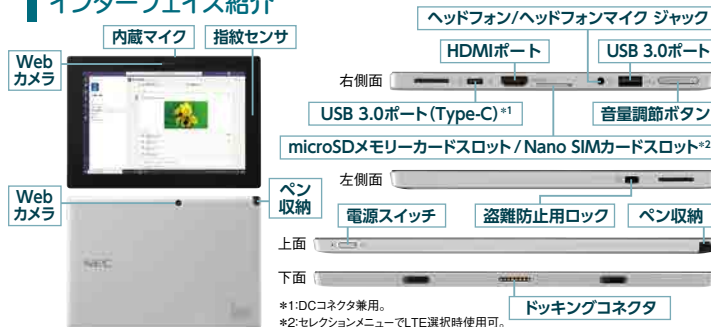 インターフェイス紹介
内蔵マイク
指紋センサ
Web
カメラ
Web
カメラ
ペン
収納
NEC
ヘッドフォン/ヘッドフォンマイク ジャック
HDMIポート
USB 3.0ポート
右側面
USB 3.0ポート(Type-C)*1
音量調節ボタン
microSDメモリーカードスロット / Nano SIMカードスロット*2
左側面
電源スイッチ
盗難防止用ロック
ペン収納
上面
下面
ドッキングコネクタ
*1:DCコネクタ兼用。
*2:セレクションメニューでLTE選択時使用可。